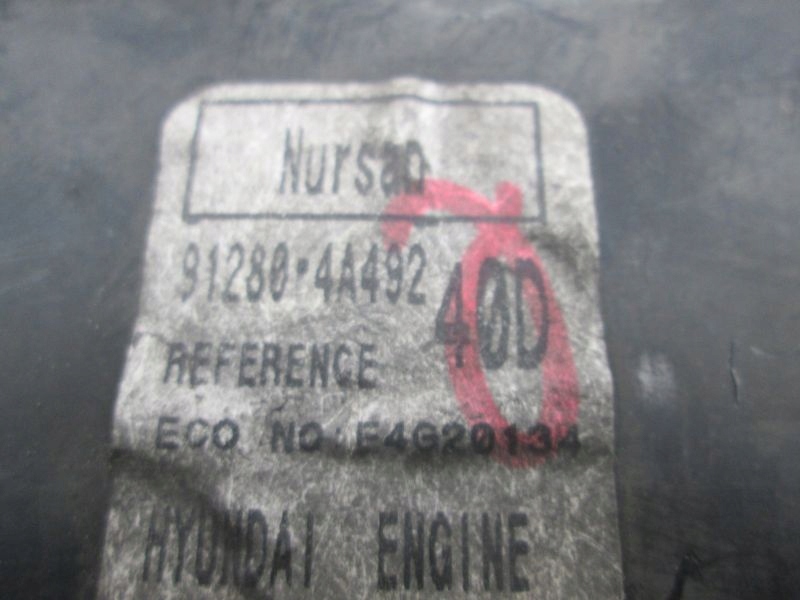 Nursan
91280-4A492
40D
REFERENCE
ECO NO:E4G20134
HYUNDAI ENGINE